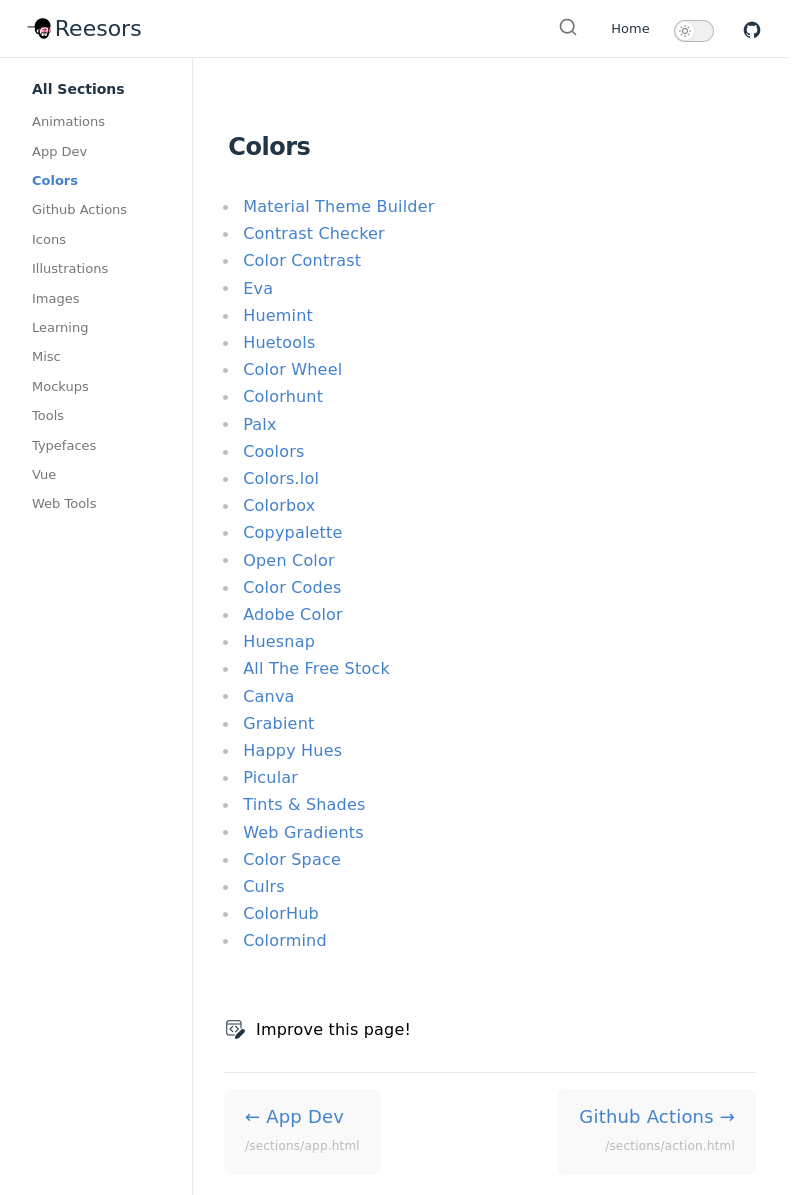 Reesors
Home
All Sections
Animations
App Dev
Colors
Github Actions
Icons
Illustrations
Images
Learning
Misc
Mockups
Tools
Typefaces
Vue
Web Tools
Colors
Material Theme Builder
Contrast Checker
Color Contrast
Eva
Huemint
Huetools
Color Wheel
Colorhunt
Palx
Coolors
Colors.lol
Colorbox
Copypalette
Open Color
Color Codes
Adobe Color
Huesnap
All The Free Stock
Canva
Grabient
Happy Hues
Picular
Tints & Shades
Web Gradients
Color Space
Culrs
ColorHub
Colormind
Improve this page!
← App Dev
/sections/app.html
Github Actions →
/sections/action.html